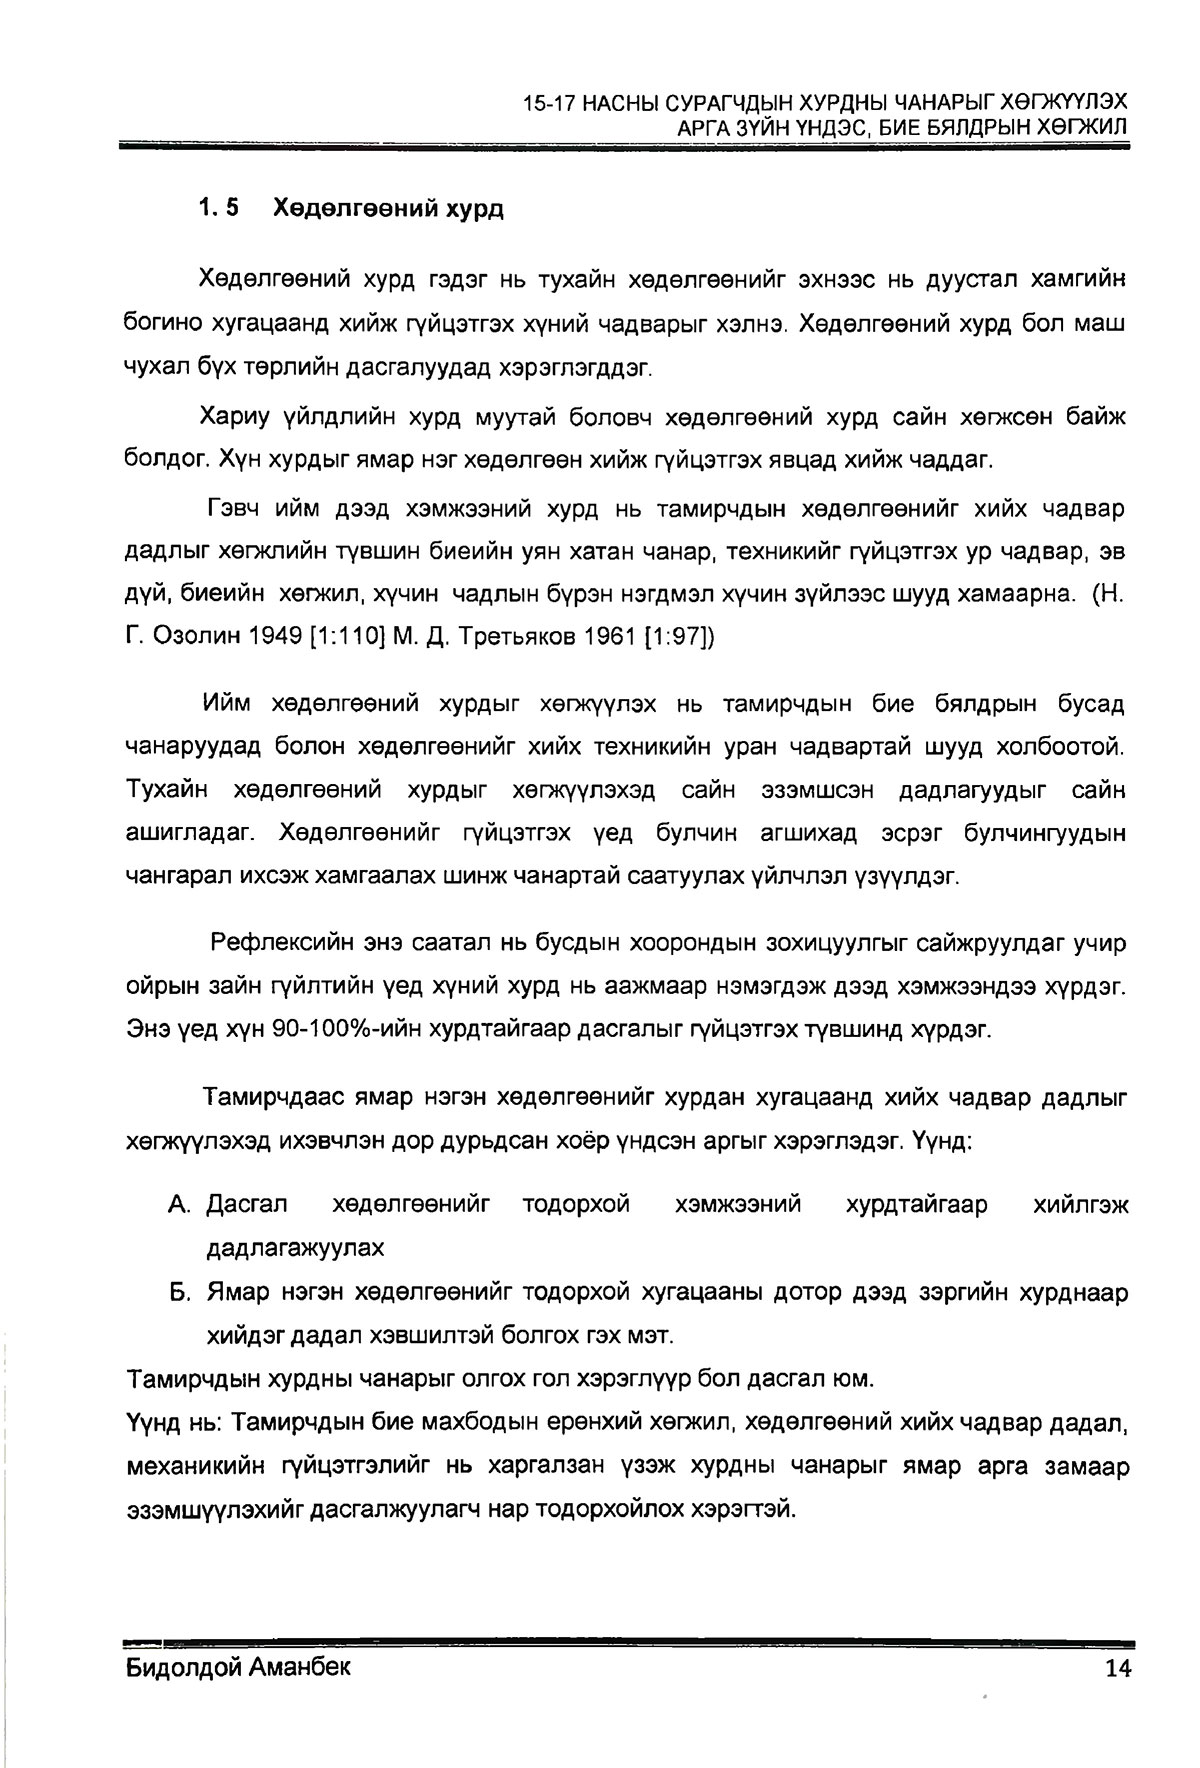 15-17 НАСНЫ СУРАГЧДЫН ХУРДНЫ ЧАНАРЫГ ХӨГЖҮҮЛЭХ
АРГА ЗҮЙН ҮНДЭС, БИЕ БЯЛДРЫН ХӨГЖИЛ
1. 5 Хөдөлгөөний хурд
Хөдөлгөөний хурд гэдэг нь тухайн хөдөлгөөнийг эхнээс нь дуустал хамгийн
богино хугацаанд хийж гүйцэтгэх хүний чадварыг хэлнэ. Хөдөлгөөний хурд бол маш
чухал бүх төрлийн дасгалуудад хэрэглэгддэг.
Хариу үйлдлийн хурд муутай боловч хөдөлгөөний хурд сайн хөгжсөн байж
болдог. Хүн хурдыг ямар нэг хөдөлгөөн хийж гүйцэтгэх явцад хийж чаддаг.
Гэвч ийм дээд хэмжээний хурд нь тамирчдын хөдөлгөөнийг хийх чадвар
дадлыг хөгжлийн түвшин биеийн уян хатан чанар, техникийг гүйцэтгэх ур чадвар, эв
дүй, биеийн хөгжил, хүчин чадлын бүрэн нэгдмэл хүчин зүйлээс шууд хамаарна. (Н.
Г. Озолин 1949 [1:110] М. Д. Третьяков 1961 [1:97])
Ийм хөдөлгөөний хурдыг хөгжүүлэх нь тамирчдын бие бялдрын бусад
чанаруудад болон хөдөлгөөнийг хийх техникийн уран чадвартай шууд холбоотой.
Тухайн хөдөлгөөний хурдыг хөгжүүлэхэд сайн эзэмшсэн дадлагуудыг сайн
ашигладаг. Хөдөлгөөнийг гүйцэтгэх үед булчин агшихад эсрэг булчингуудын
чангарал ихсэж хамгаалах шинж чанартай саатуулах үйлчлэл үзүүлдэг.
Рефлексийн энэ саатал нь бусдын хоорондын зохицуулгыг сайжруулдаг учир
ойрын зайн гүйлтийн үед хүний хурд нь аажмаар нэмэгдэж дээд хэмжээндээ хүрдэг.
Энэ үед хүн 90-100%-ийн хурдтайгаар дасгалыг гүйцэтгэх түвшинд хүрдэг.
Тамирчдаас ямар нэгэн хөдөлгөөнийг хурдан хугацаанд хийх чадвар дадлыг
хөгжүүлэхэд ихэвчлэн дор дурьдсан хоёр үндсэн аргыг хэрэглэдэг. Үүнд:
А. Дасгал хөдөлгөөнийг тодорхой хэмжээний хурдтайгаар хийлгэж
дадлагажуулах
Б. Ямар нэгэн хөдөлгөөнийг тодорхой хугацааны дотор дээд зэргийн хурднаар
хийдэг дадал хэвшилтэй болгох гэх мэт.
Тамирчдын хурдны чанарыг олгох гол хэрэглүүр бол дасгал юм.
Үүнд нь: Тамирчдын бие махбодын ерөнхий хөгжил, хөдөлгөөний хийх чадвар дадал,
механикийн гүйцэтгэлийг нь харгалзан үзэж хурдны чанарыг ямар арга замаар
эзэмшүүлэхийг дасгалжуулагч нар тодорхойлох хэрэгтэй.
Бидолдой Аманбек 14